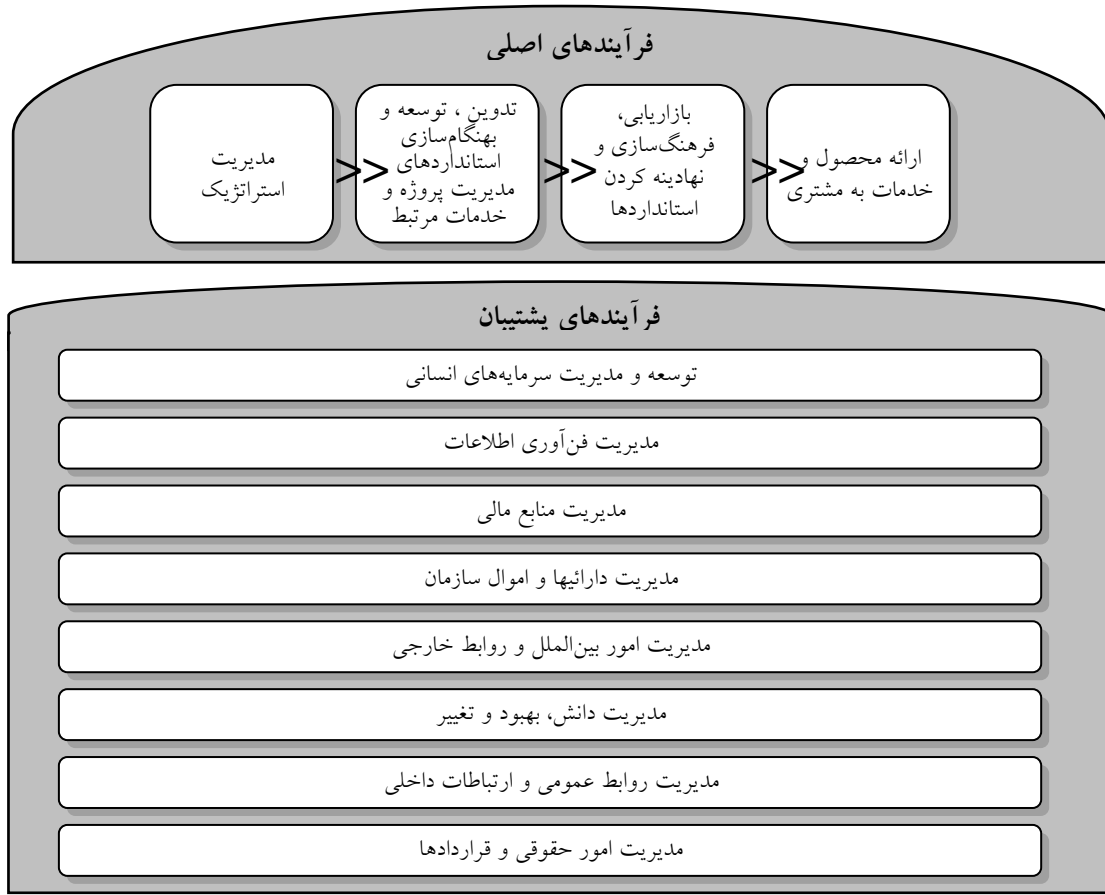 فرآیندهای اصلی
مدیریت
استراتژیک
>>
تدوین ، توسعه و
بهنگام‌سازی
استانداردهای
مدیریت پروژه و
خدمات مرتبط
>>
بازاریابی،
فرهنگ‌سازی و
نهادینه کردن
استانداردها
>>
ارائه محصول و
خدمات به مشتری
فرآیندهای پشتیبان
توسعه و مدیریت سرمایه‌های انسانی
مدیریت فن‌آوری اطلاعات
مدیریت منابع مالی
مدیریت دارائیها و اموال سازمان
مدیریت امور بین‌الملل و روابط خارجی
مدیریت دانش، بهبود و تغییر
مدیریت روابط عمومی و ارتباطات داخلی
مدیریت امور حقوقی و قراردادها